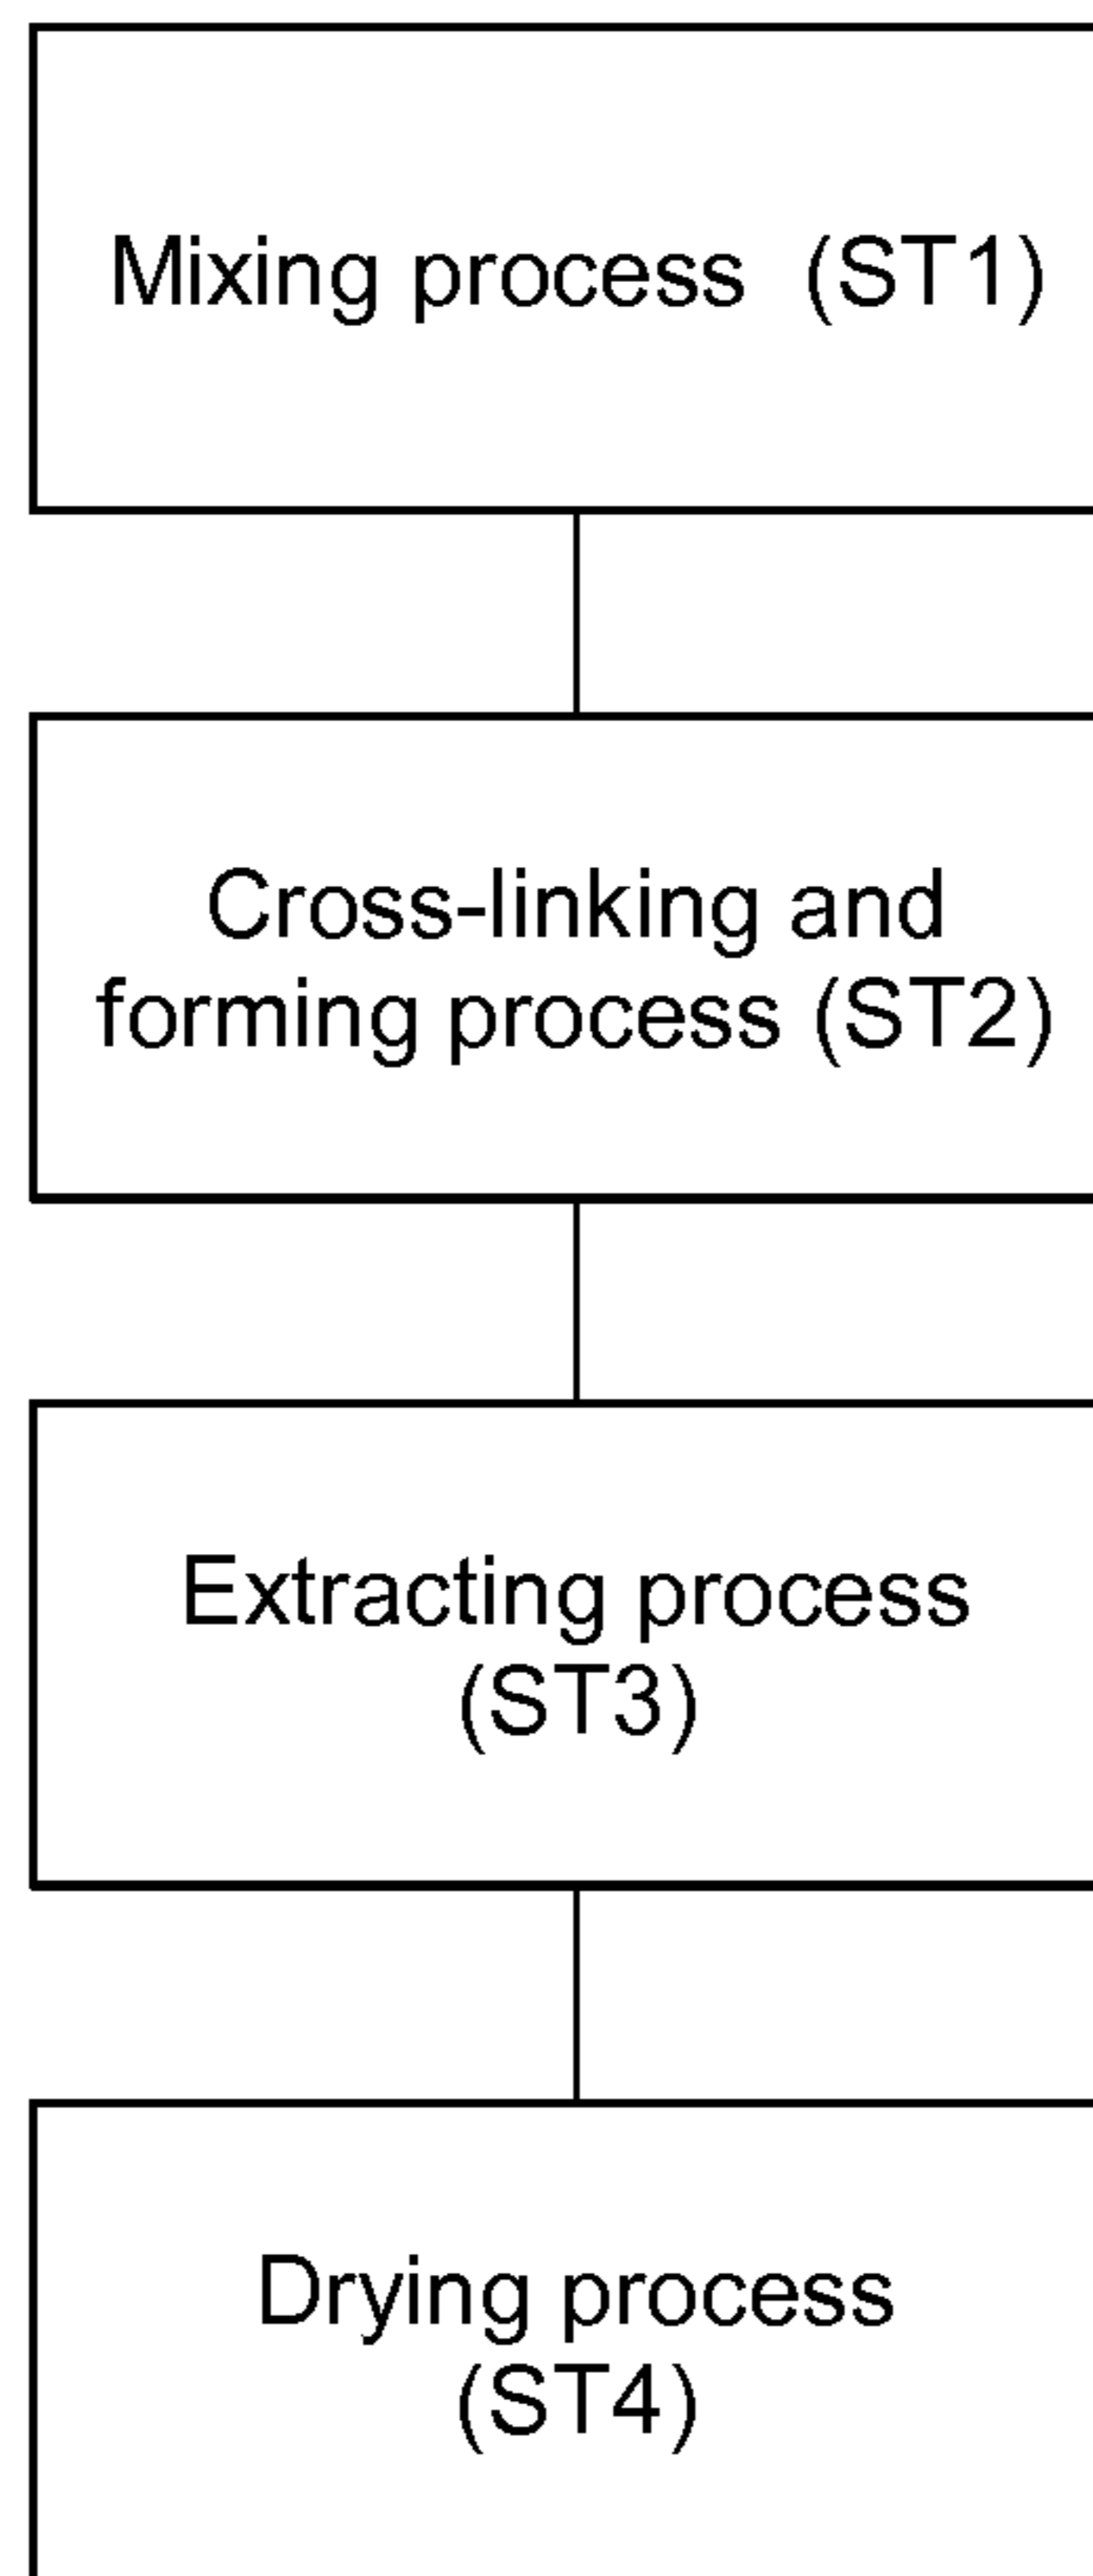 Mixing process (ST1)
Cross-linking and
forming process (ST2)
Extracting process
(ST3)
Drying process
(ST4)